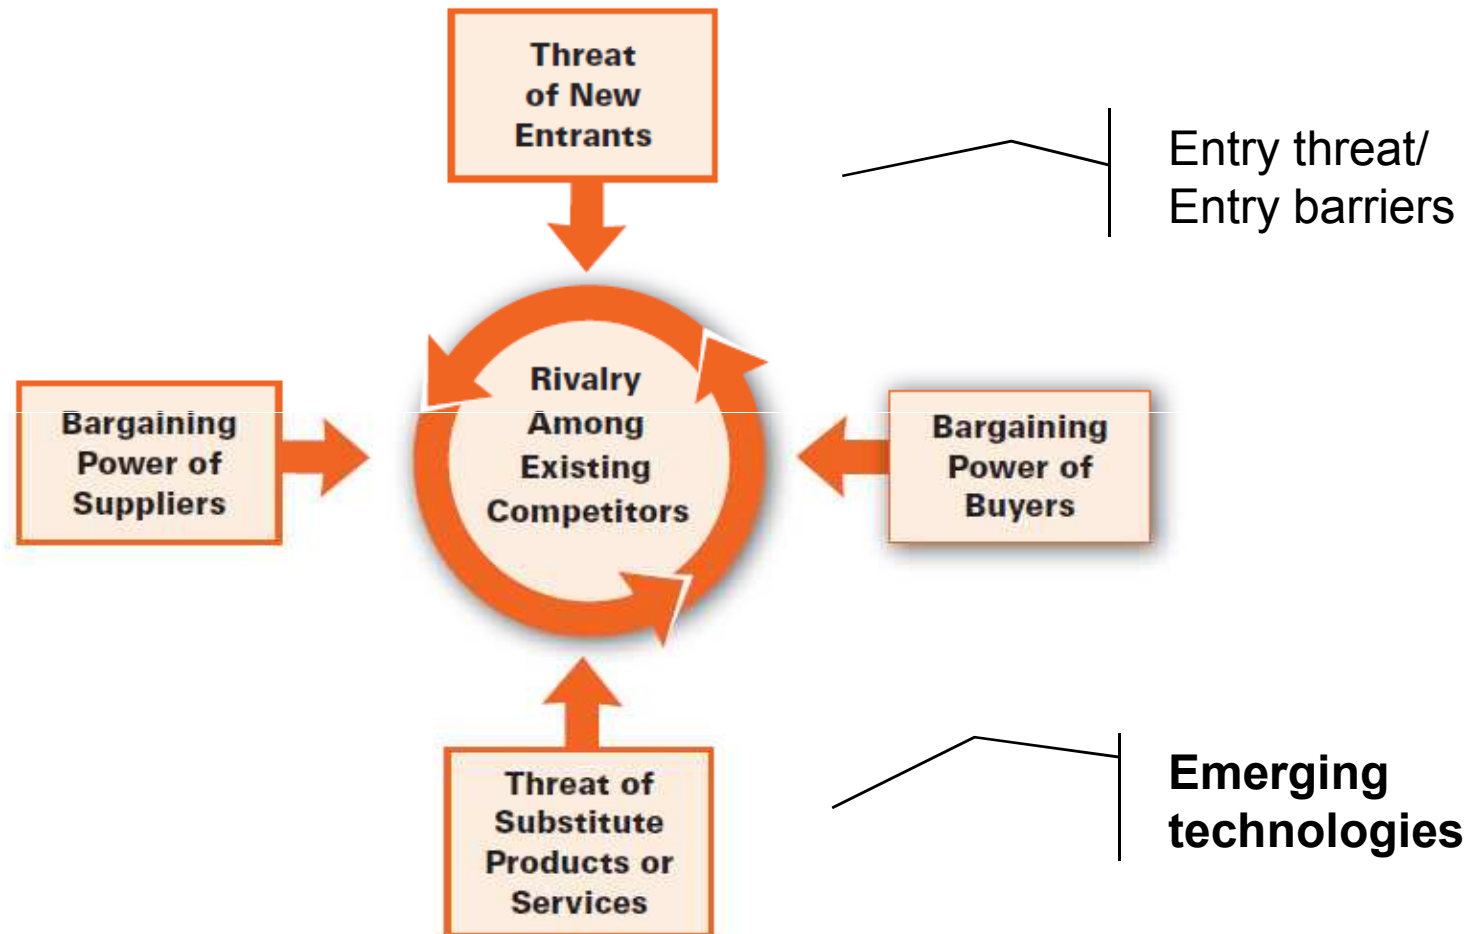 Threat
of New
Entrants
Entry threat/
Entry barriers
Rivalry
Among
Existing
Competitors
Bargaining
Power of
Suppliers
Bargaining
Power of
Buyers
Threat of
Substitute
Products or
Services
Emerging
technologies